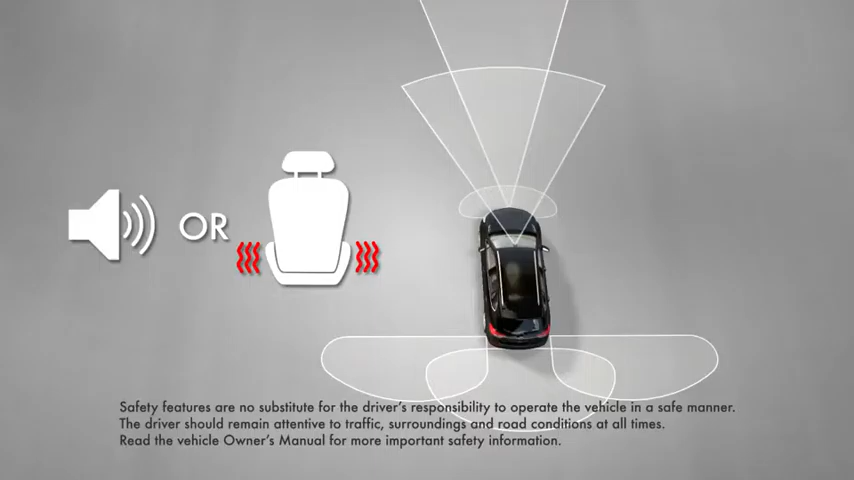 OR
Safety features are no substitute for the driver's responsibility to operate the vehicle in a safe manner.
The driver should remain attentive to traffic, surroundings and road conditions at all times.
Read the vehicle Owner's Manual for more important safety information.